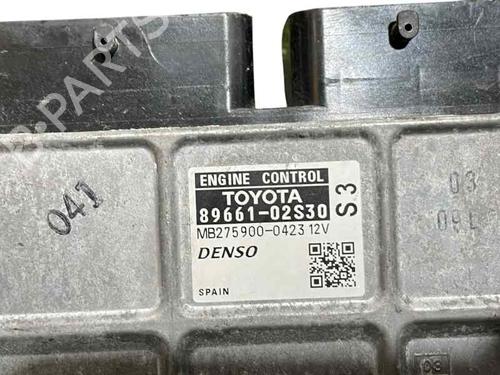 B-PARTS
ENGINE CONTROL
TOYOTA
89661-02S30
S3
MB275900-0423 12V
DENSO
SPAIN
041
03